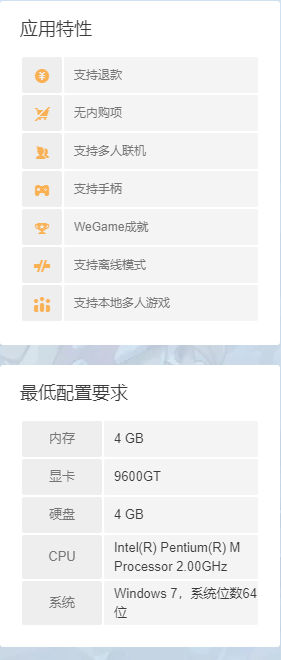 应用特性
支持退款
无内购项
支持多人联机
支持手柄
WeGame成就
支持离线模式
支持本地多人游戏
最低配置要求
内存 4 GB
显卡 9600GT
硬盘 4 GB
CPU Intel(R) Pentium(R) M
Processor 2.00GHz
系统 Windows 7，系统位数64
位